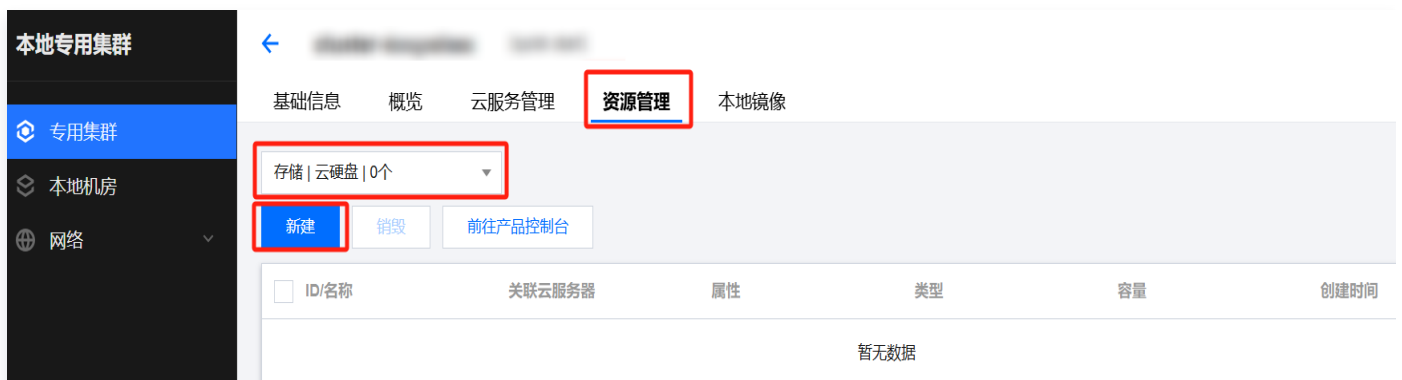 本地专用集群
专用集群
本地机房
网络
基础信息 概览 云服务管理 资源管理 本地镜像
存储 | 云硬盘 | 0个
新建 销毁 前往产品控制台
ID/名称 关联云服务器 属性 类型 容量 创建时间
暂无数据